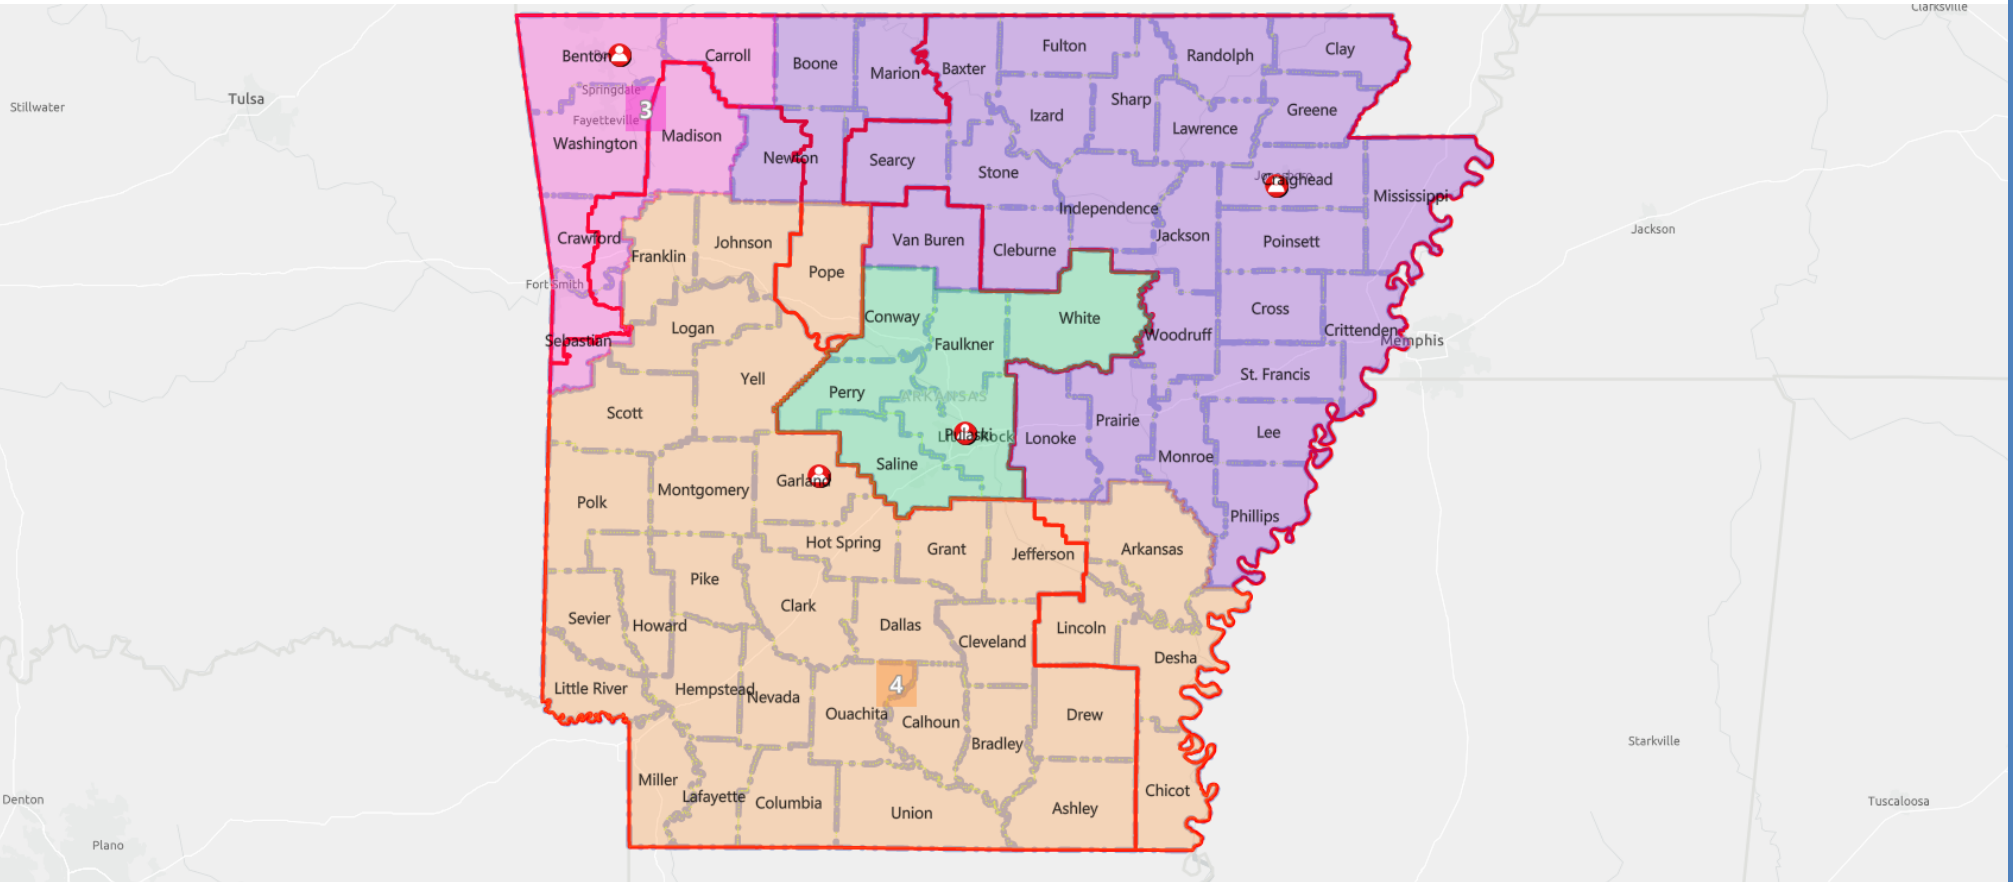 Clarksville
Stillwater
Tulsa
Benton
Carroll
Boone
Marion
Baxter
Fulton
Randolph
Clay
Springdale
3
Fayetteville
Washington
Madison
Newton
Searcy
Izard
Sharp
Lawrence
Greene
Stone
Craighead
Mississippi
Independence
Jackson
Poinsett
Jackson
Crawford
Franklin
Johnson
Pope
Van Buren
Cleburne
Fort Smith
Sebastian
Logan
Conway
Faulkner
White
Woodruff
Cross
Crittenden
Memphis
Scott
Yell
Perry
ARKANSAS
Pulaski
Saline
Lonoke
Prairie
St. Francis
Lee
Monroe
Phillips
Polk
Montgomery
Garland
Hot Spring
Grant
Jefferson
Arkansas
Pike
Clark
Sevier
Howard
Dallas
Cleveland
Lincoln
Desha
Little River
Hempstead
Nevada
4
Ouachita
Calhoun
Bradley
Drew
Starkville
Miller
Lafayette
Columbia
Union
Ashley
Chicot
Denton
Plano
Tuscaloosa